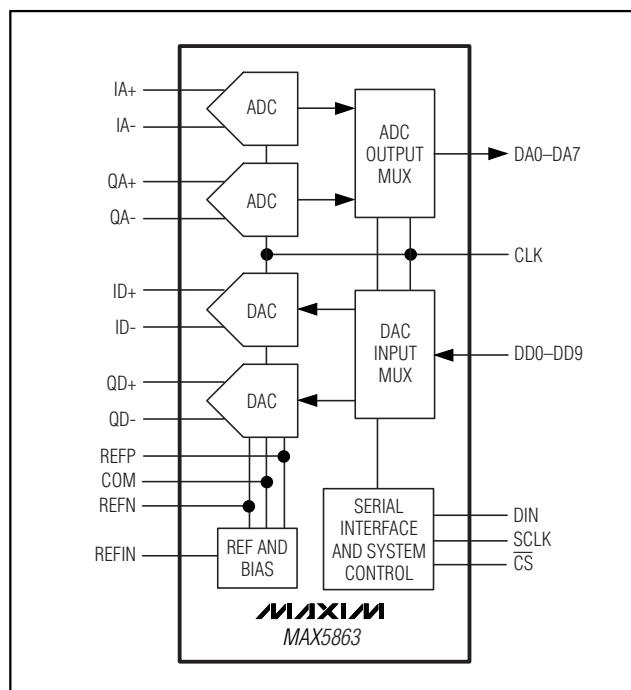 IA+
IA-
QA+
QA-
ID+
ID-
QD+
QD-
REFP
COM
REFN
REFIN
ADC
ADC
DAC
DAC
REF AND
BIAS
ADC
OUTPUT
MUX
DAC
INPUT
MUX
SERIAL
INTERFACE
AND SYSTEM
CONTROL
DA0–DA7
CLK
DD0–DD9
DIN
SCLK
CS
MAXIM
MAX5863